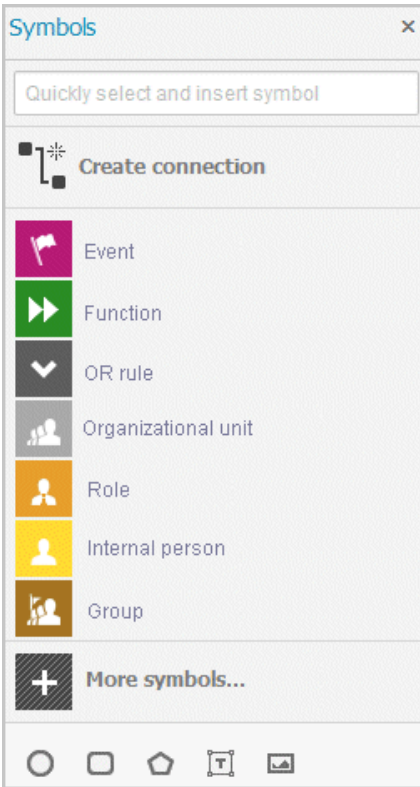 Symbols
Quickly select and insert symbol
Create connection
Event
Function
OR rule
Organizational unit
Role
Internal person
Group
More symbols...
T